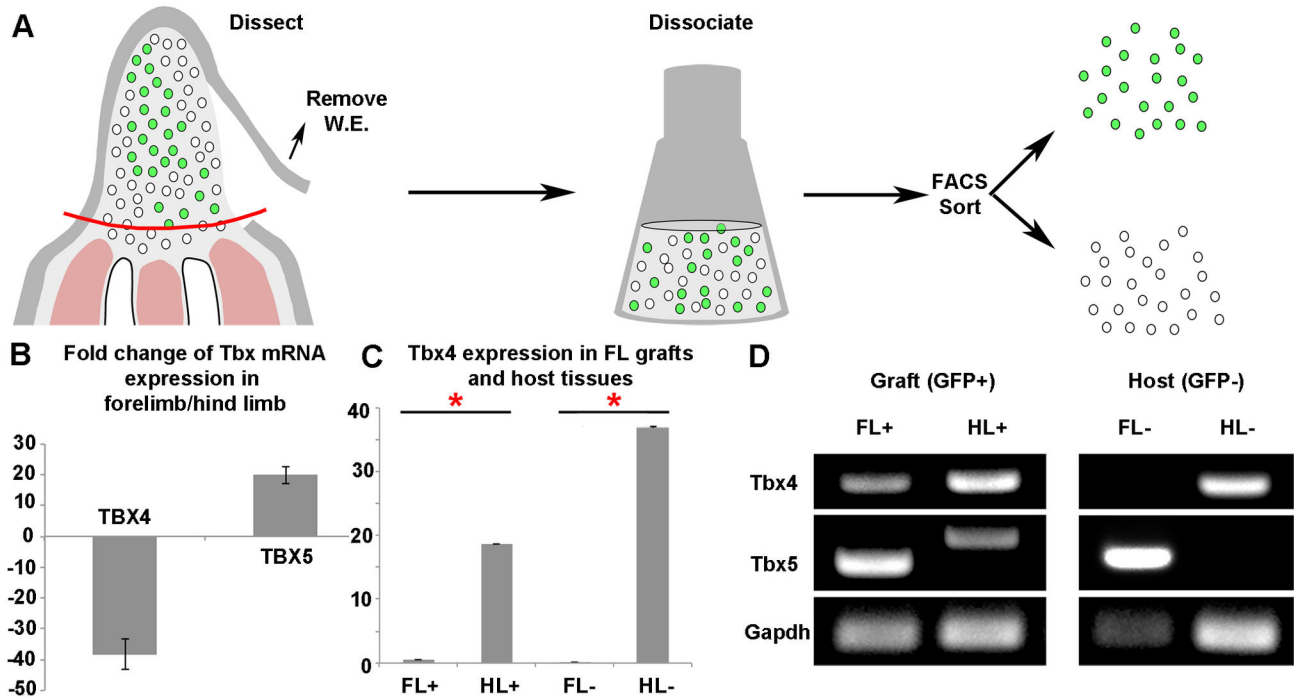 A
Dissect
Remove
W.E.
Dissociate
FACS
Sort
B
Fold change of Tbx mRNA
expression in
forelimb/hind limb
30
20
10
0
-10
-20
-30
-40
-50
TBX4
TBX5
C
Tbx4 expression in FL grafts
and host tissues
*
*
40
30
20
10
0
FL+
HL+
FL-
HL-
D
Graft (GFP+)
Host (GFP-)
FL+
HL+
FL-
HL-
Tbx4
Tbx5
Gapdh